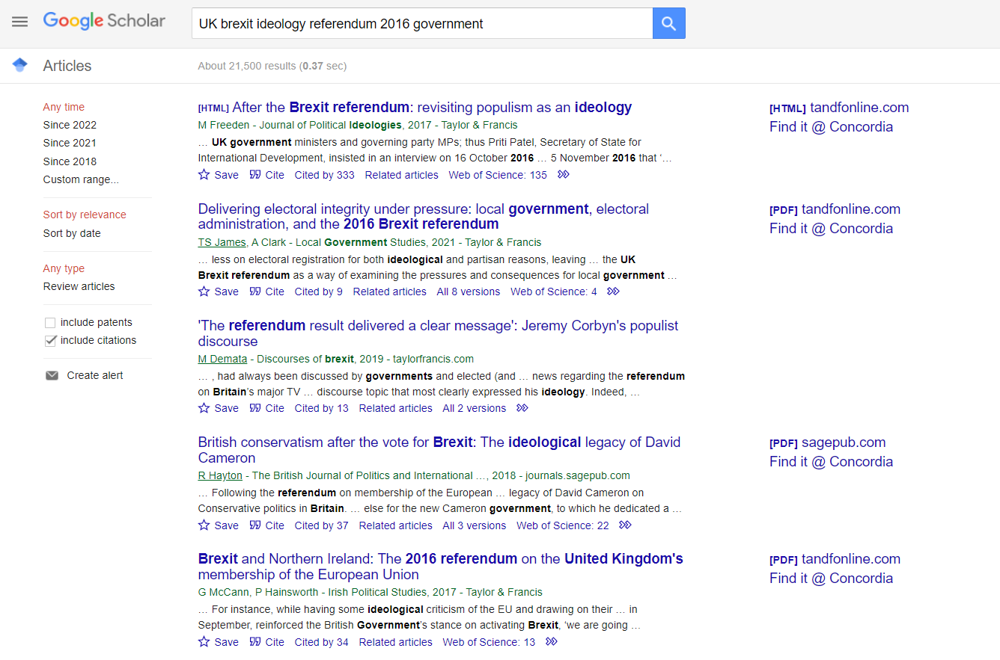 Google Scholar
UK brexit ideology referendum 2016 government
Articles
About 21,500 results (0.37 sec)
Any time
Since 2022
Since 2021
Since 2018
Custom range...
Sort by relevance
Sort by date
Any type
Review articles
include patents
include citations
Create alert
[HTML] After the Brexit referendum: revisiting populism as an ideology
M Freeden - Journal of Political Ideologies, 2017 - Taylor & Francis
… UK government ministers and governing party MPs; thus Priti Patel, Secretary of State for
International Development, insisted in an interview on 16 October 2016 … 5 November 2016 that ‘…
Save Cite Cited by 333 Related articles Web of Science: 135
[HTML] tandfonline.com
Find it @ Concordia
Delivering electoral integrity under pressure: local government, electoral
administration, and the 2016 Brexit referendum
TS James, A Clark - Local Government Studies, 2021 - Taylor & Francis
… less on electoral registration for both ideological and partisan reasons, leaving … the UK
Brexit referendum as a way of examining the pressures and consequences for local government …
Save Cite Cited by 9 Related articles All 8 versions Web of Science: 4
[PDF] tandfonline.com
Find it @ Concordia
'The referendum result delivered a clear message': Jeremy Corbyn's populist
discourse
M Demata - Discourses of brexit, 2019 - taylorfrancis.com
… , had always been discussed by governments and elected (and … news regarding the referendum
on Britain’s major TV … discourse topic that most clearly expressed his ideology. Indeed, …
Save Cite Cited by 13 Related articles All 2 versions
British conservatism after the vote for Brexit: The ideological legacy of David
Cameron
R Hayton - The British Journal of Politics and International …, 2018 - journals.sagepub.com
… Following the referendum on membership of the European … legacy of David Cameron on
Conservative politics in Britain. … else for the new Cameron government, to which he dedicated a …
Save Cite Cited by 37 Related articles All 3 versions Web of Science: 22
[PDF] sagepub.com
Find it @ Concordia
Brexit and Northern Ireland: The 2016 referendum on the United Kingdom's
membership of the European Union
G McCann, P Hainsworth - Irish Political Studies, 2017 - Taylor & Francis
… For instance, while having some ideological criticism of the EU and drawing on their … in
September, reinforced the British Government’s stance on activating Brexit, ‘we are going …
Save Cite Cited by 34 Related articles Web of Science: 13
[PDF] tandfonline.com
Find it @ Concordia